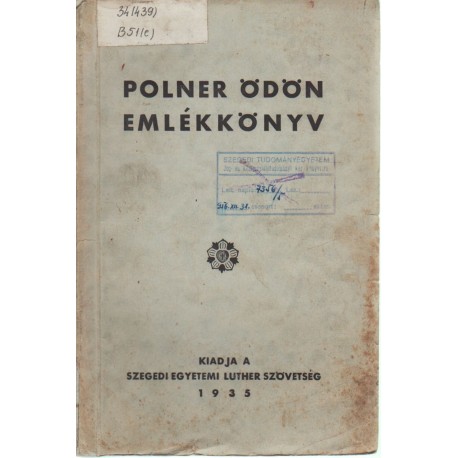 34(439)
B51(e)
POLNER ÖDÖN
EMLÉKKÖNYV
SZEGEDI TUDOMÁNYEGYETEM
KIADJA A
SZEGEDI EGYETEMI LUTHER SZÖVETSÉG
1935